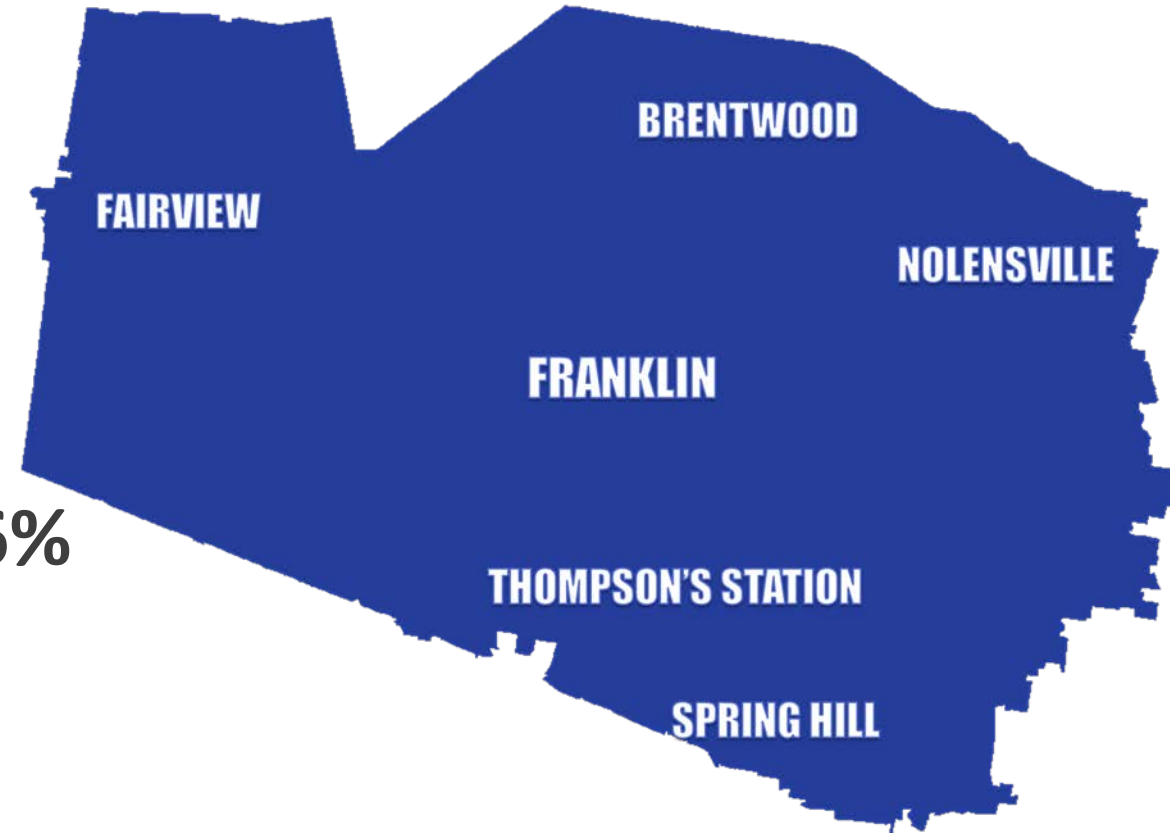 BRENTWOOD
FAIRVIEW
NOLENSVILLE
FRANKLIN
%
THOMPSON'S STATION
SPRING HILL